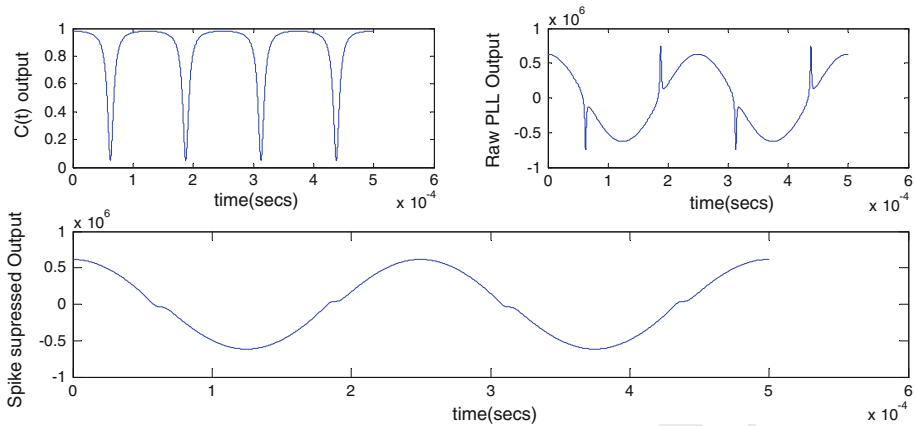 C(t) output
1
0.8
0.6
0.4
0.2
0
0 1 2 3 4 5 6
time(secs)
x 10^-4
x 10^6
Raw PLL Output
1
0.5
0
-0.5
-1
0 1 2 3 4 5 6
time(secs)
x 10^-4
x 10^6
Spike supressed Output
1
0.5
0
-0.5
-1
0 1 2 3 4 5 6
time(secs)
x 10^-4